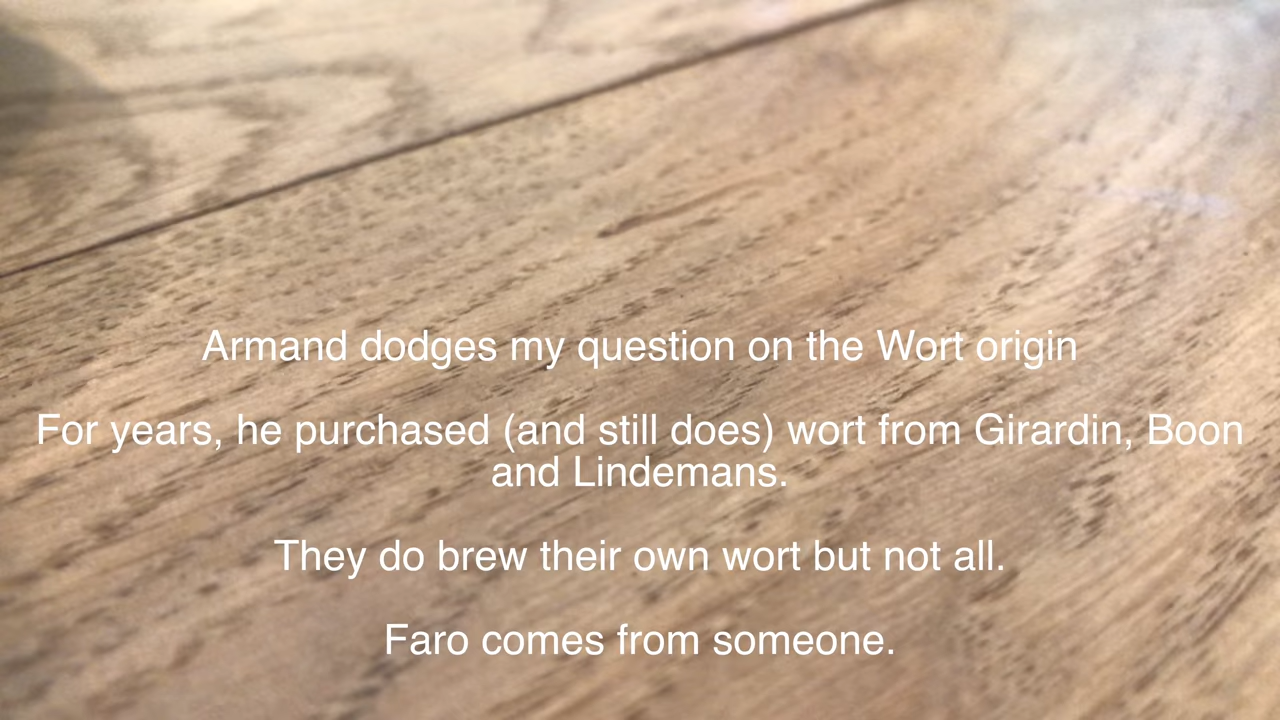 Armand dodges my question on the Wort origin
For years, he purchased (and still does) wort from Girardin, Boon
and Lindemans.
They do brew their own wort but not all.
Faro comes from someone.